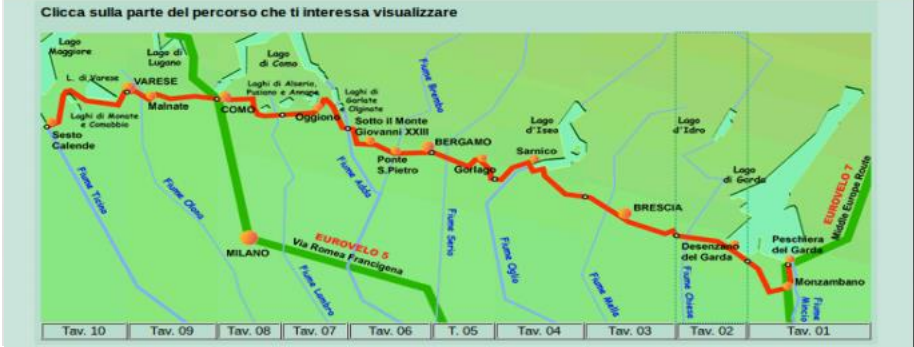 Clicca sulla parte del percorso che ti interessa visualizzare
Lago
Maggiore
L. di Varese
Lago di
Lugano
VARESE
Malnate
Laghi di Monate
e Comabbio
Sesto
Calende
Fiume Ticino
Fiume Olona
Lago
di Como
Laghi di Alserio,
Pusiano e Annone
COMO
Oggiono
Laghi di
Garlate
e Olginate
Sotto il Monte
Giovanni XXIII
Ponte
S.Pietro
Fiume Adda
Fiume Brembo
BERGAMO
Gorlago
Lago
d'Iseo
Sarnico
MILANO
EUROVELO 5
Via Romea Francigena
Fiume Lambro
Fiume Serio
Fiume Oglio
Fiume Mella
BRESCIA
Lago
d'Idro
Lago
di Garda
Desenzano
del Garda
Fiume Chiese
Peschiera
del Garda
Monzambano
Fiume
Mincio
EUROVELO 7
Middle Europe Route
Tav. 10
Tav. 09
Tav. 08
Tav. 07
Tav. 06
T. 05
Tav. 04
Tav. 03
Tav. 02
Tav. 01